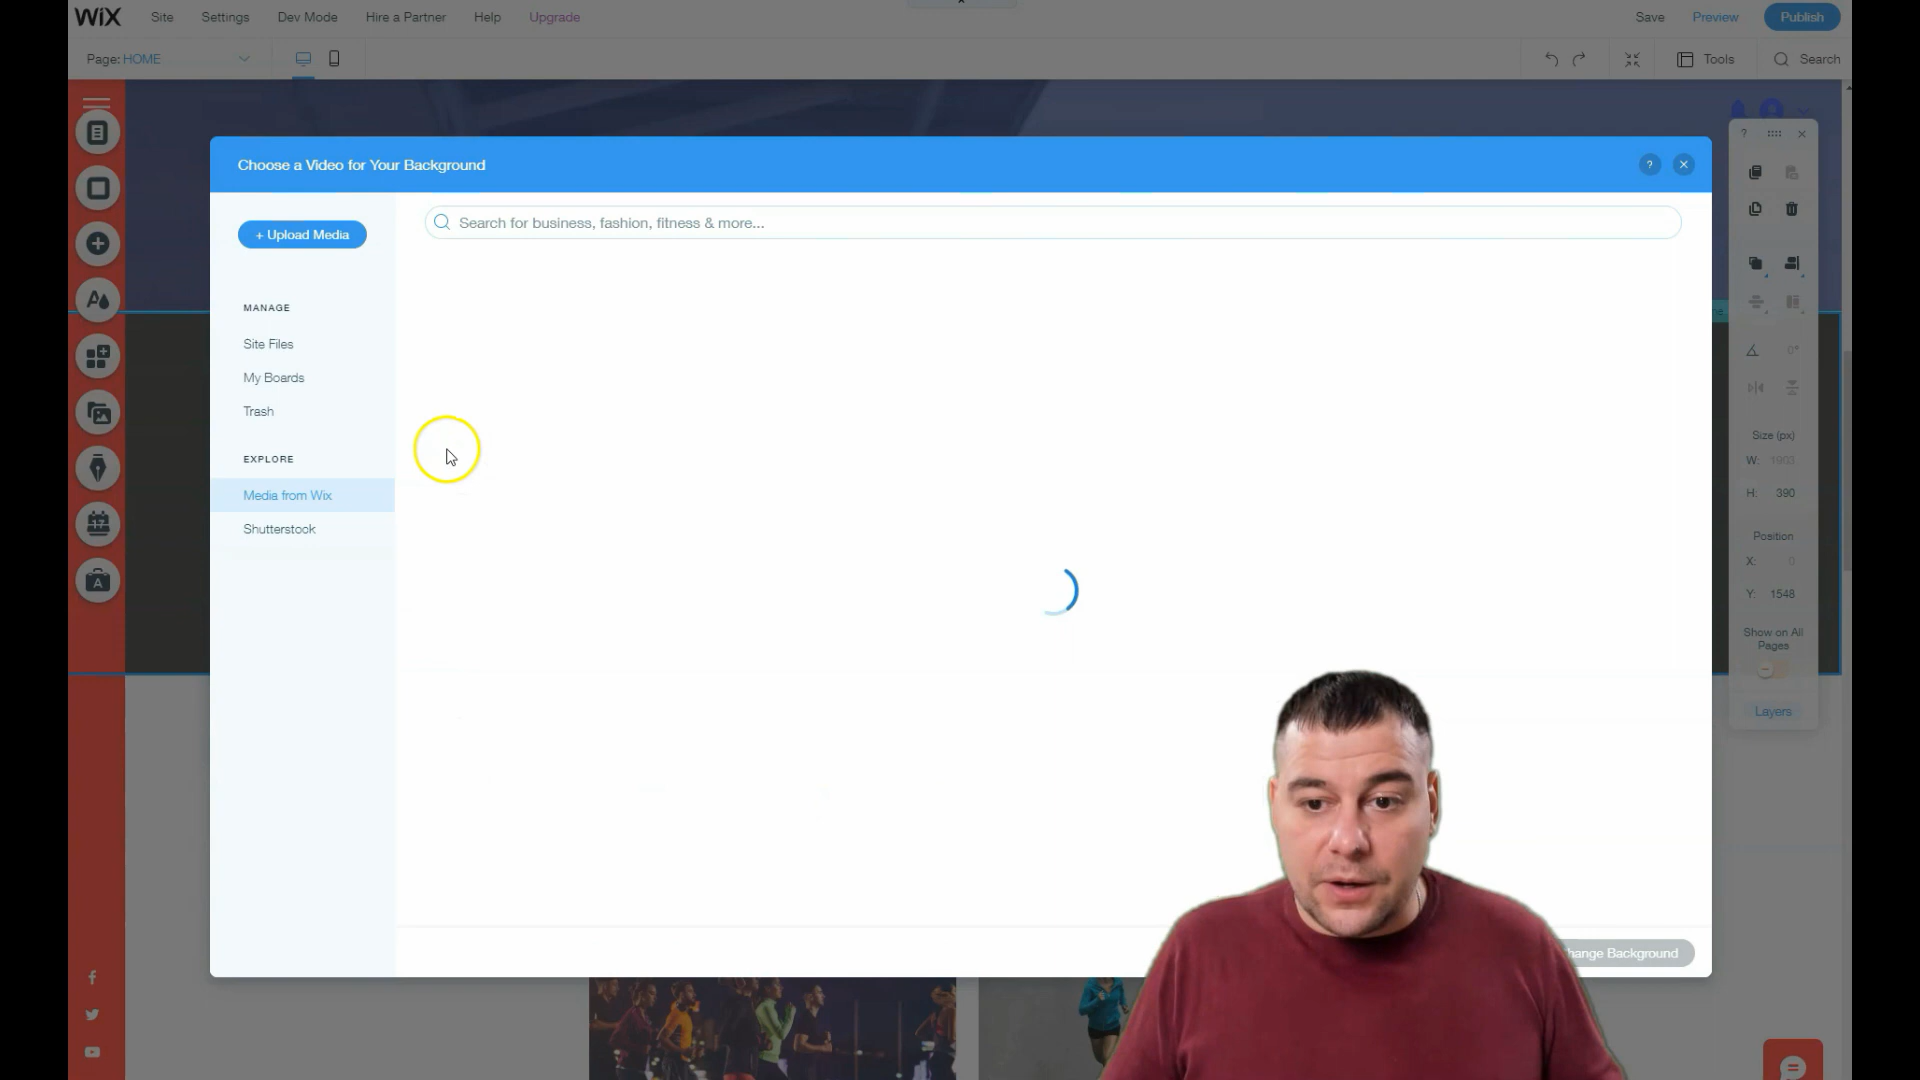 WiX Site Settings Dev Mode Hire a Partner Help Upgrade Save Preview Publish
Page: HOME Tools Search
Choose a Video for Your Background ? ×
+ Upload Media
Search for business, fashion, fitness & more...
MANAGE
Site Files
My Boards
Trash
EXPLORE
Media from Wix
Shutterstock
hange Background
?
0°
Size (px)
W: 1903
H: 390
Position
X: 0
Y: 1548
Show on All
Pages
Layers
17
A